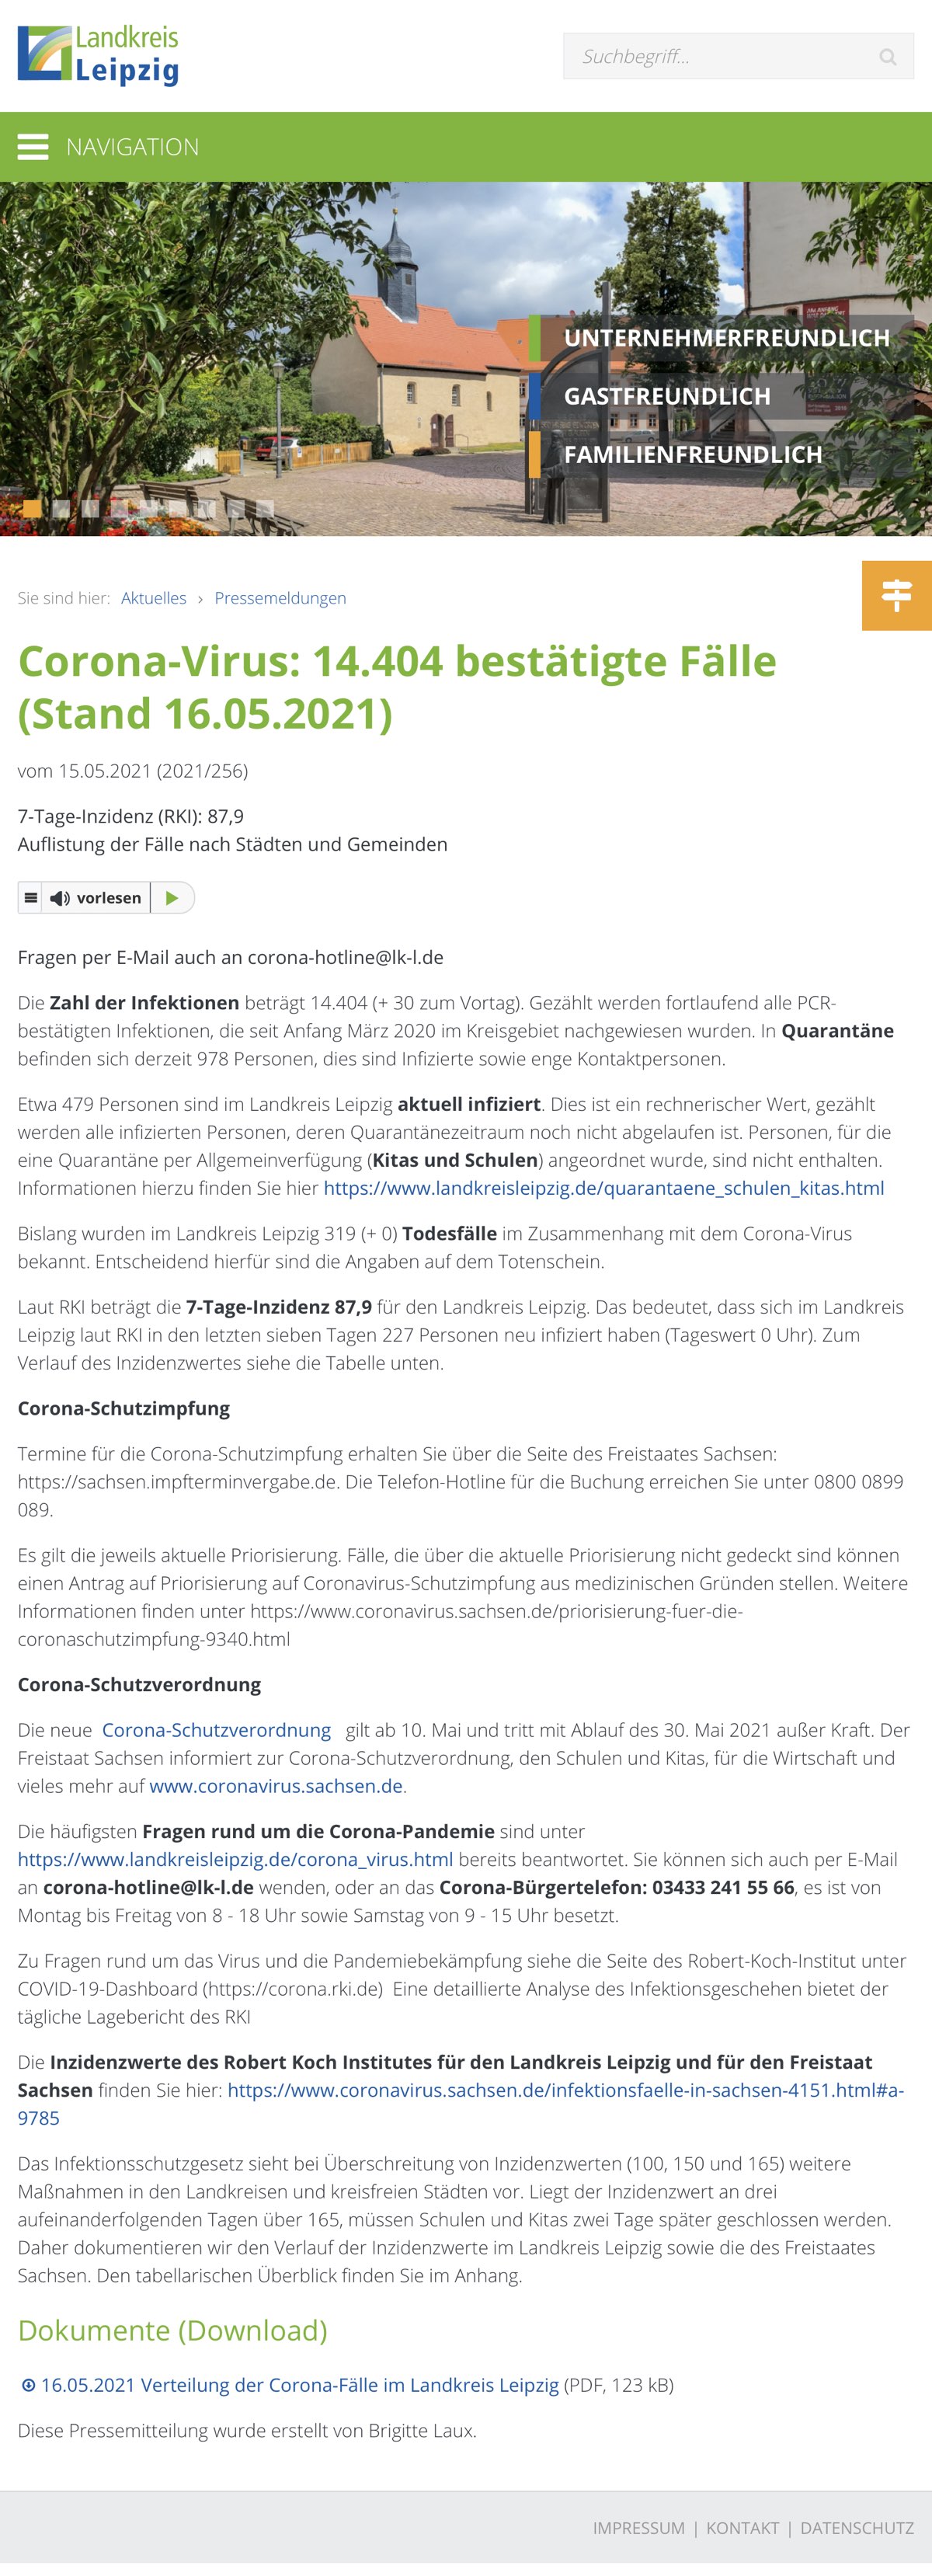 Landkreis
Leipzig
Suchbegriff...
NAVIGATION
UNTERNEHMERFREUNDLICH
GASTFREUNDLICH
FAMILIENFREUNDLICH
Sie sind hier: Aktuelles › Pressemeldungen
Corona-Virus: 14.404 bestätigte Fälle
(Stand 16.05.2021)
vom 15.05.2021 (2021/256)
7-Tage-Inzidenz (RKI): 87,9
Auflistung der Fälle nach Städten und Gemeinden
vorlesen
Fragen per E-Mail auch an corona-hotline@lk-l.de
Die Zahl der Infektionen beträgt 14.404 (+ 30 zum Vortag). Gezählt werden fortlaufend alle PCR-
bestätigten Infektionen, die seit Anfang März 2020 im Kreisgebiet nachgewiesen wurden. In Quarantäne
befinden sich derzeit 978 Personen, dies sind Infizierte sowie enge Kontaktpersonen.
Etwa 479 Personen sind im Landkreis Leipzig aktuell infiziert. Dies ist ein rechnerischer Wert, gezählt
werden alle infizierten Personen, deren Quarantänezeitraum noch nicht abgelaufen ist. Personen, für die
eine Quarantäne per Allgemeinverfügung (Kitas und Schulen) angeordnet wurde, sind nicht enthalten.
Informationen hierzu finden Sie hier https://www.landkreisleipzig.de/quarantaene_schulen_kitas.html
Bislang wurden im Landkreis Leipzig 319 (+ 0) Todesfälle im Zusammenhang mit dem Corona-Virus
bekannt. Entscheidend hierfür sind die Angaben auf dem Totenschein.
Laut RKI beträgt die 7-Tage-Inzidenz 87,9 für den Landkreis Leipzig. Das bedeutet, dass sich im Landkreis
Leipzig laut RKI in den letzten sieben Tagen 227 Personen neu infiziert haben (Tageswert 0 Uhr). Zum
Verlauf des Inzidenzwertes siehe die Tabelle unten.
Corona-Schutzimpfung
Termine für die Corona-Schutzimpfung erhalten Sie über die Seite des Freistaates Sachsen:
https://sachsen.impfterminvergabe.de. Die Telefon-Hotline für die Buchung erreichen Sie unter 0800 0899
089.
Es gilt die jeweils aktuelle Priorisierung. Fälle, die über die aktuelle Priorisierung nicht gedeckt sind können
einen Antrag auf Priorisierung auf Coronavirus-Schutzimpfung aus medizinischen Gründen stellen. Weitere
Informationen finden unter https://www.coronavirus.sachsen.de/priorisierung-fuer-die-
coronaschutzimpfung-9340.html
Corona-Schutzverordnung
Die neue Corona-Schutzverordnung gilt ab 10. Mai und tritt mit Ablauf des 30. Mai 2021 außer Kraft. Der
Freistaat Sachsen informiert zur Corona-Schutzverordnung, den Schulen und Kitas, für die Wirtschaft und
vieles mehr auf www.coronavirus.sachsen.de.
Die häufigsten Fragen rund um die Corona-Pandemie sind unter
https://www.landkreisleipzig.de/corona_virus.html bereits beantwortet. Sie können sich auch per E-Mail
an corona-hotline@lk-l.de wenden, oder an das Corona-Bürgertelefon: 03433 241 55 66, es ist von
Montag bis Freitag von 8 - 18 Uhr sowie Samstag von 9 - 15 Uhr besetzt.
Zu Fragen rund um das Virus und die Pandemiebekämpfung siehe die Seite des Robert-Koch-Institut unter
COVID-19-Dashboard (https://corona.rki.de) Eine detaillierte Analyse des Infektionsgeschehen bietet der
tägliche Lagebericht des RKI
Die Inzidenzwerte des Robert Koch Institutes für den Landkreis Leipzig und für den Freistaat
Sachsen finden Sie hier: https://www.coronavirus.sachsen.de/infektionsfaelle-in-sachsen-4151.html#a-
9785
Das Infektionsschutzgesetz sieht bei Überschreitung von Inzidenzwerten (100, 150 und 165) weitere
Maßnahmen in den Landkreisen und kreisfreien Städten vor. Liegt der Inzidenzwert an drei
aufeinanderfolgenden Tagen über 165, müssen Schulen und Kitas zwei Tage später geschlossen werden.
Daher dokumentieren wir den Verlauf der Inzidenzwerte im Landkreis Leipzig sowie die des Freistaates
Sachsen. Den tabellarischen Überblick finden Sie im Anhang.
Dokumente (Download)
16.05.2021 Verteilung der Corona-Fälle im Landkreis Leipzig (PDF, 123 kB)
Diese Pressemitteilung wurde erstellt von Brigitte Laux.
IMPRESSUM | KONTAKT | DATENSCHUTZ